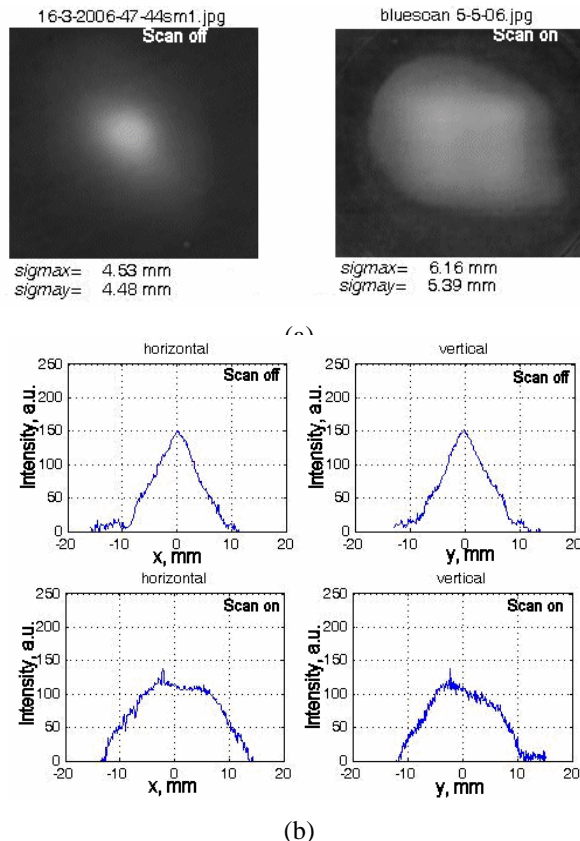 16-3-2006-47-44sm1.jpg
Scan off
sigmax= 4.53 mm
sigmay= 4.48 mm
bluescan 5-5-06.jpg
Scan on
sigmax= 6.16 mm
sigmay= 5.39 mm
(a)
horizontal
Scan off
Intensity, a.u.
250
200
150
100
50
0
-20 -10 0 10 20
x, mm
vertical
Scan off
Intensity, a.u.
250
200
150
100
50
0
-20 -10 0 10 20
y, mm
horizontal
Scan on
Intensity, a.u.
250
200
150
100
50
0
-20 -10 0 10 20
x, mm
vertical
Scan on
Intensity, a.u.
250
200
150
100
50
0
-20 -10 0 10 20
y, mm
(b)